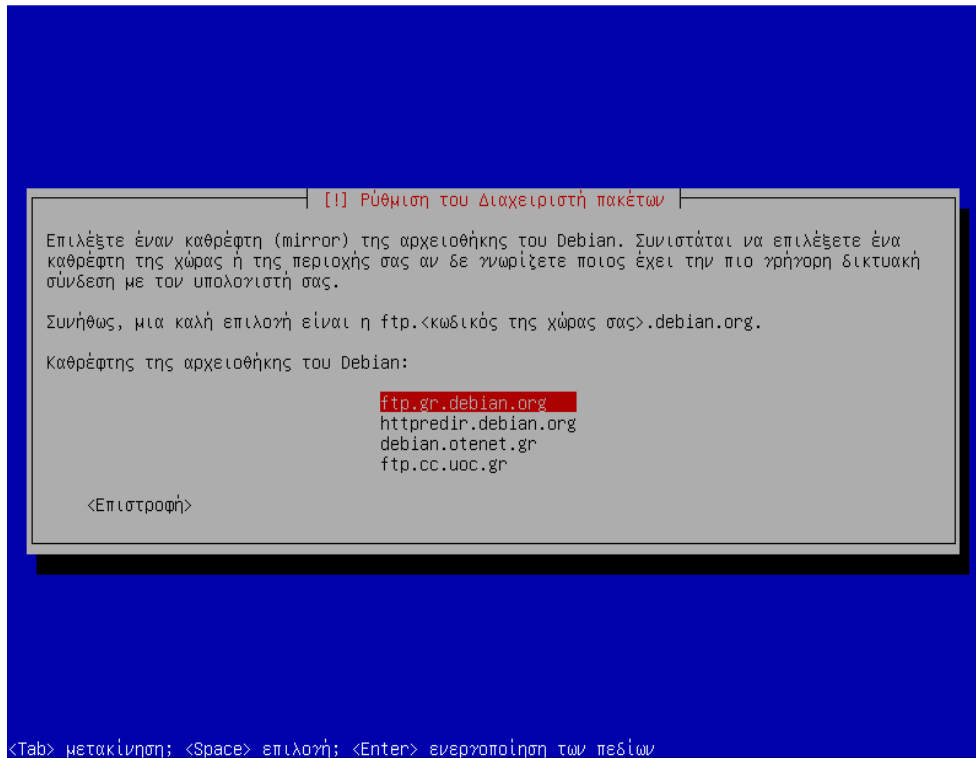 [!] Ρύθμιση του Διαχειριστή πακέτων
Επιλέξτε έναν καθρέφτη (mirror) της αρχειοθήκης του Debian. Συνιστάται να επιλέξετε ένα
καθρέφτη της χώρας ή της περιοχής σας αν δε γνωρίζετε ποιος έχει την πιο γρήγορη δικτυακή
σύνδεση με τον υπολογιστή σας.
Συνήθως, μια καλή επιλογή είναι η ftp.<κωδικός της χώρας σας>.debian.org.
Καθρέφτης της αρχειοθήκης του Debian:
ftp.gr.debian.org
httpredir.debian.org
debian.otenet.gr
ftp.cc.uoc.gr
<Επιστροφή>
<Tab> μετακίνηση; <Space> επιλογή; <Enter> ενεργοποίηση των πεδίων